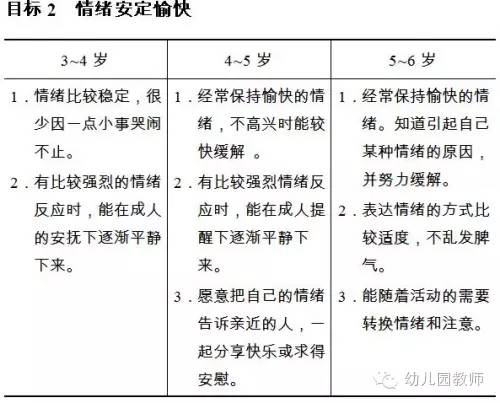 目标 2 情绪安定愉快
3~4 岁
4~5 岁
5~6 岁
1．情绪比较稳定，很
少因一点小事哭闹
不止。
2．有比较强烈的情绪
反应时，能在成人
的安抚下逐渐平静
下来。
1．经常保持愉快的情
绪，不高兴时能较
快缓解 。
2．有比较强烈情绪反
应时，能在成人提
醒下逐渐平静下
来。
3．愿意把自己的情绪
告诉亲近的人，一
起分享快乐或求得
安慰。
1．经常保持愉快的情
绪。知道引起自己
某种情绪的原因，
并努力缓解。
2．表达情绪的方式比
较适度，不乱发脾
气。
3．能随着活动的需要
转换情绪和注意。
幼儿园教师